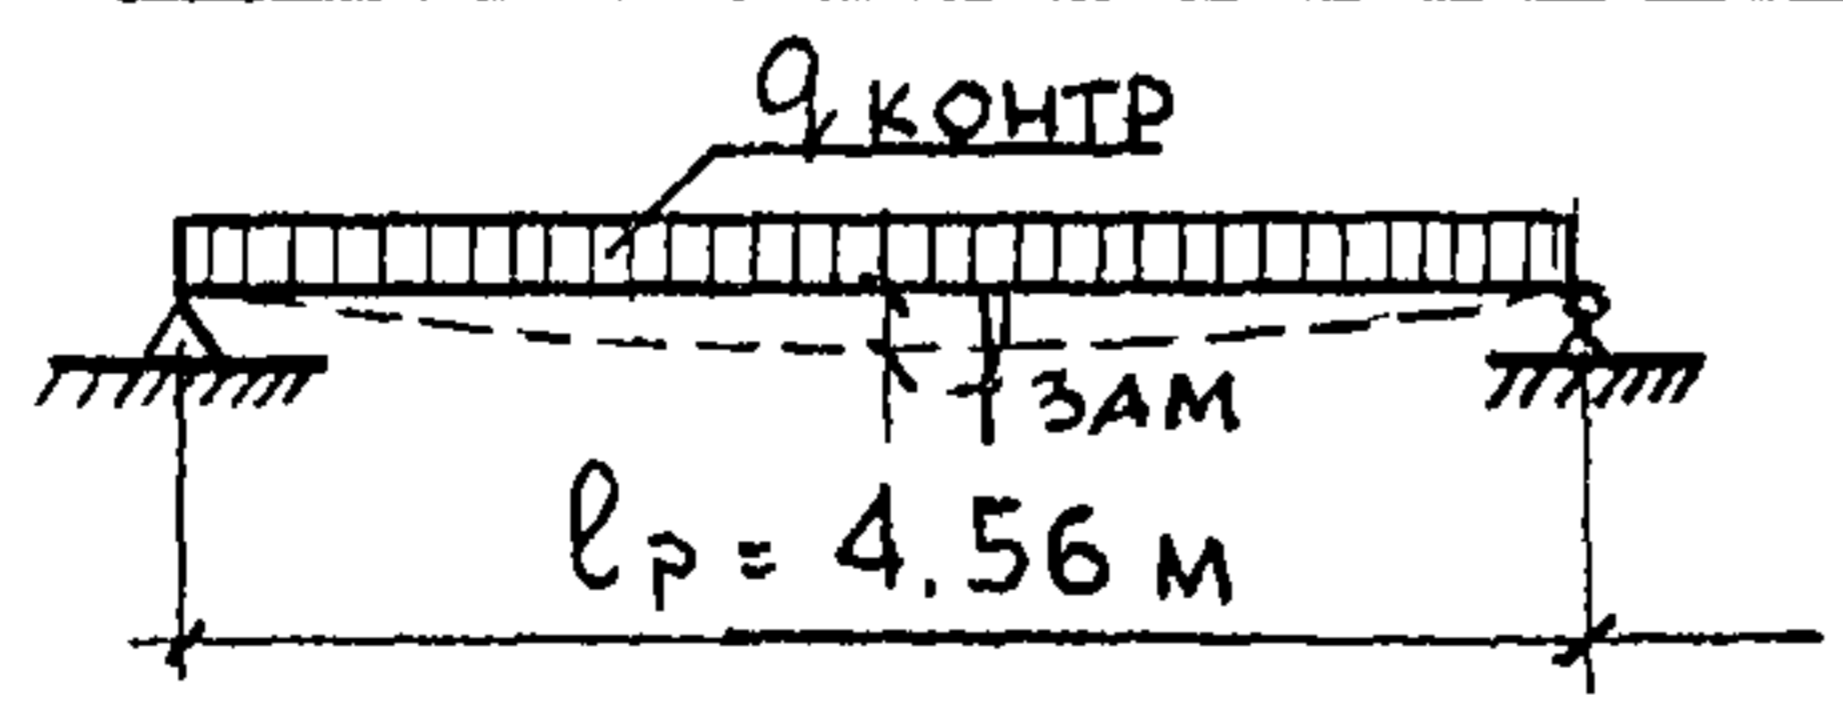 q контр
f зам
lр = 4.56 м